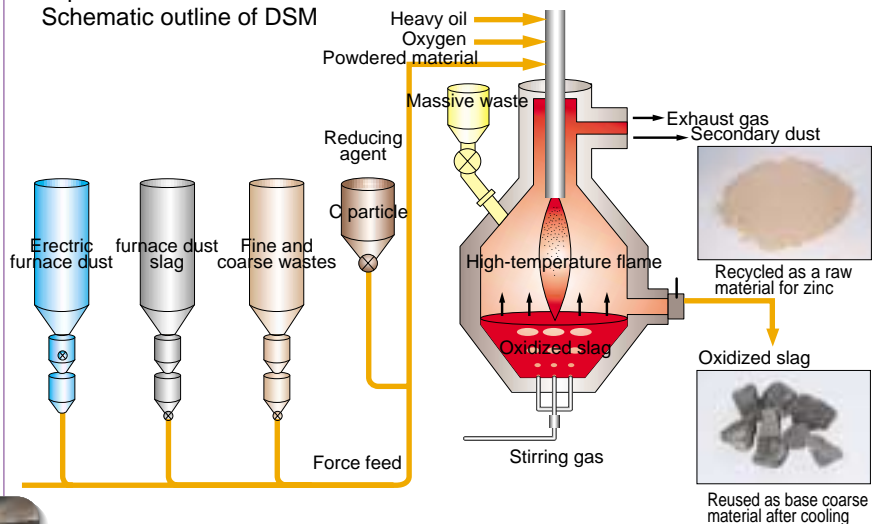 Schematic outline of DSM
Heavy oil
Oxygen
Powdered material
Massive waste
Exhaust gas
Secondary dust
Reducing
agent
C particle
Erectric
furnace dust
furnace dust
slag
Fine and
coarse wastes
High-temperature flame
Recycled as a raw
material for zinc
Oxidized slag
Oxidized slag
Force feed
Stirring gas
Reused as base coarse
material after cooling